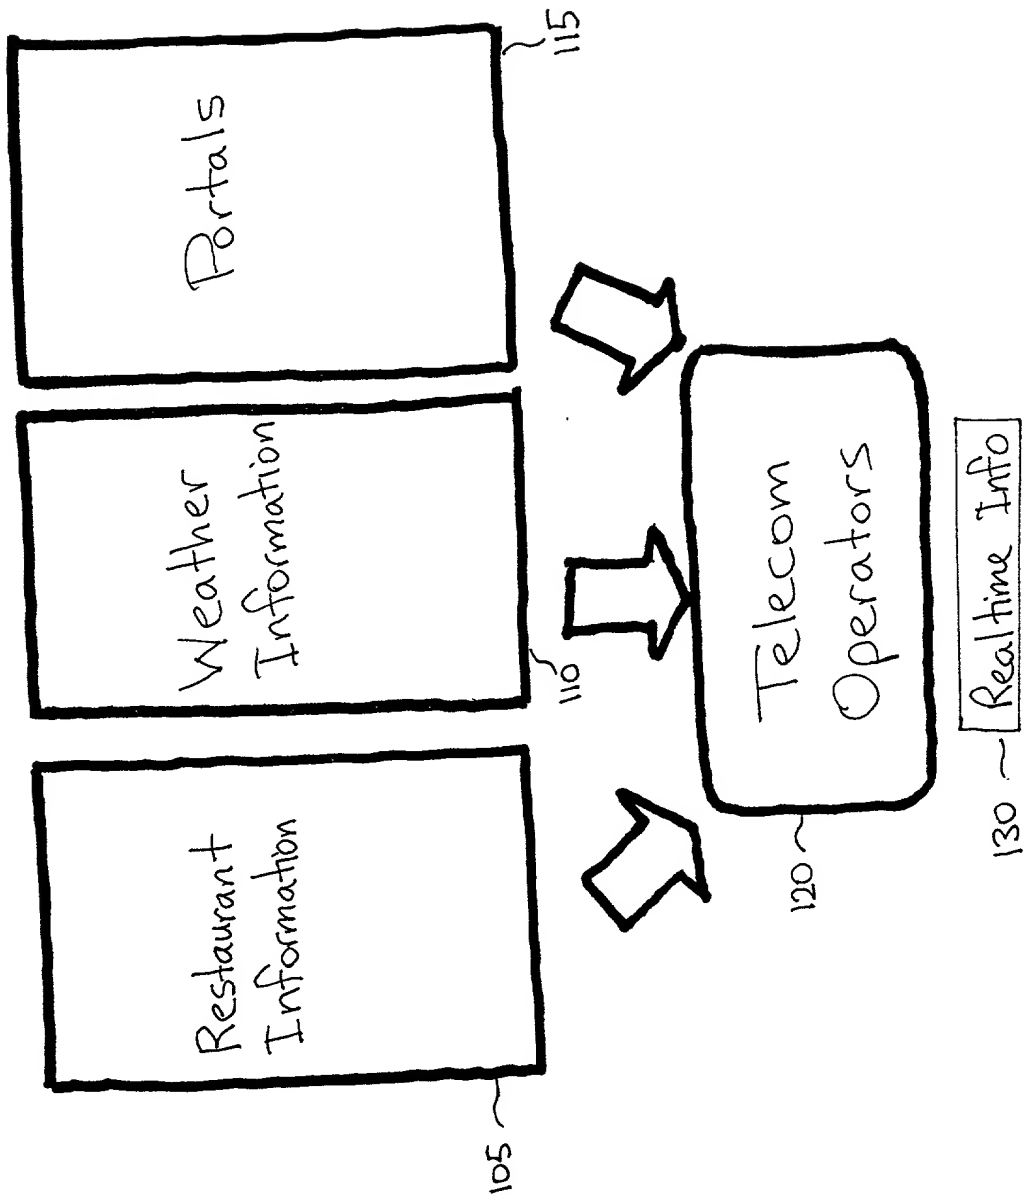 Restaurant
Information
105
Weather
Information
110
Portals
115
Telecom
Operators
120
130
Realtime Info